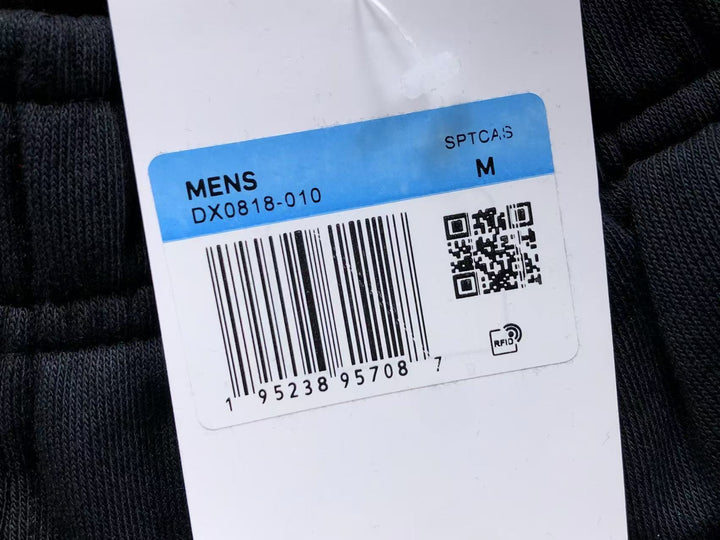 MENS
DX0818-010
SPTCAS
M
RFID
1 95238 95708 7